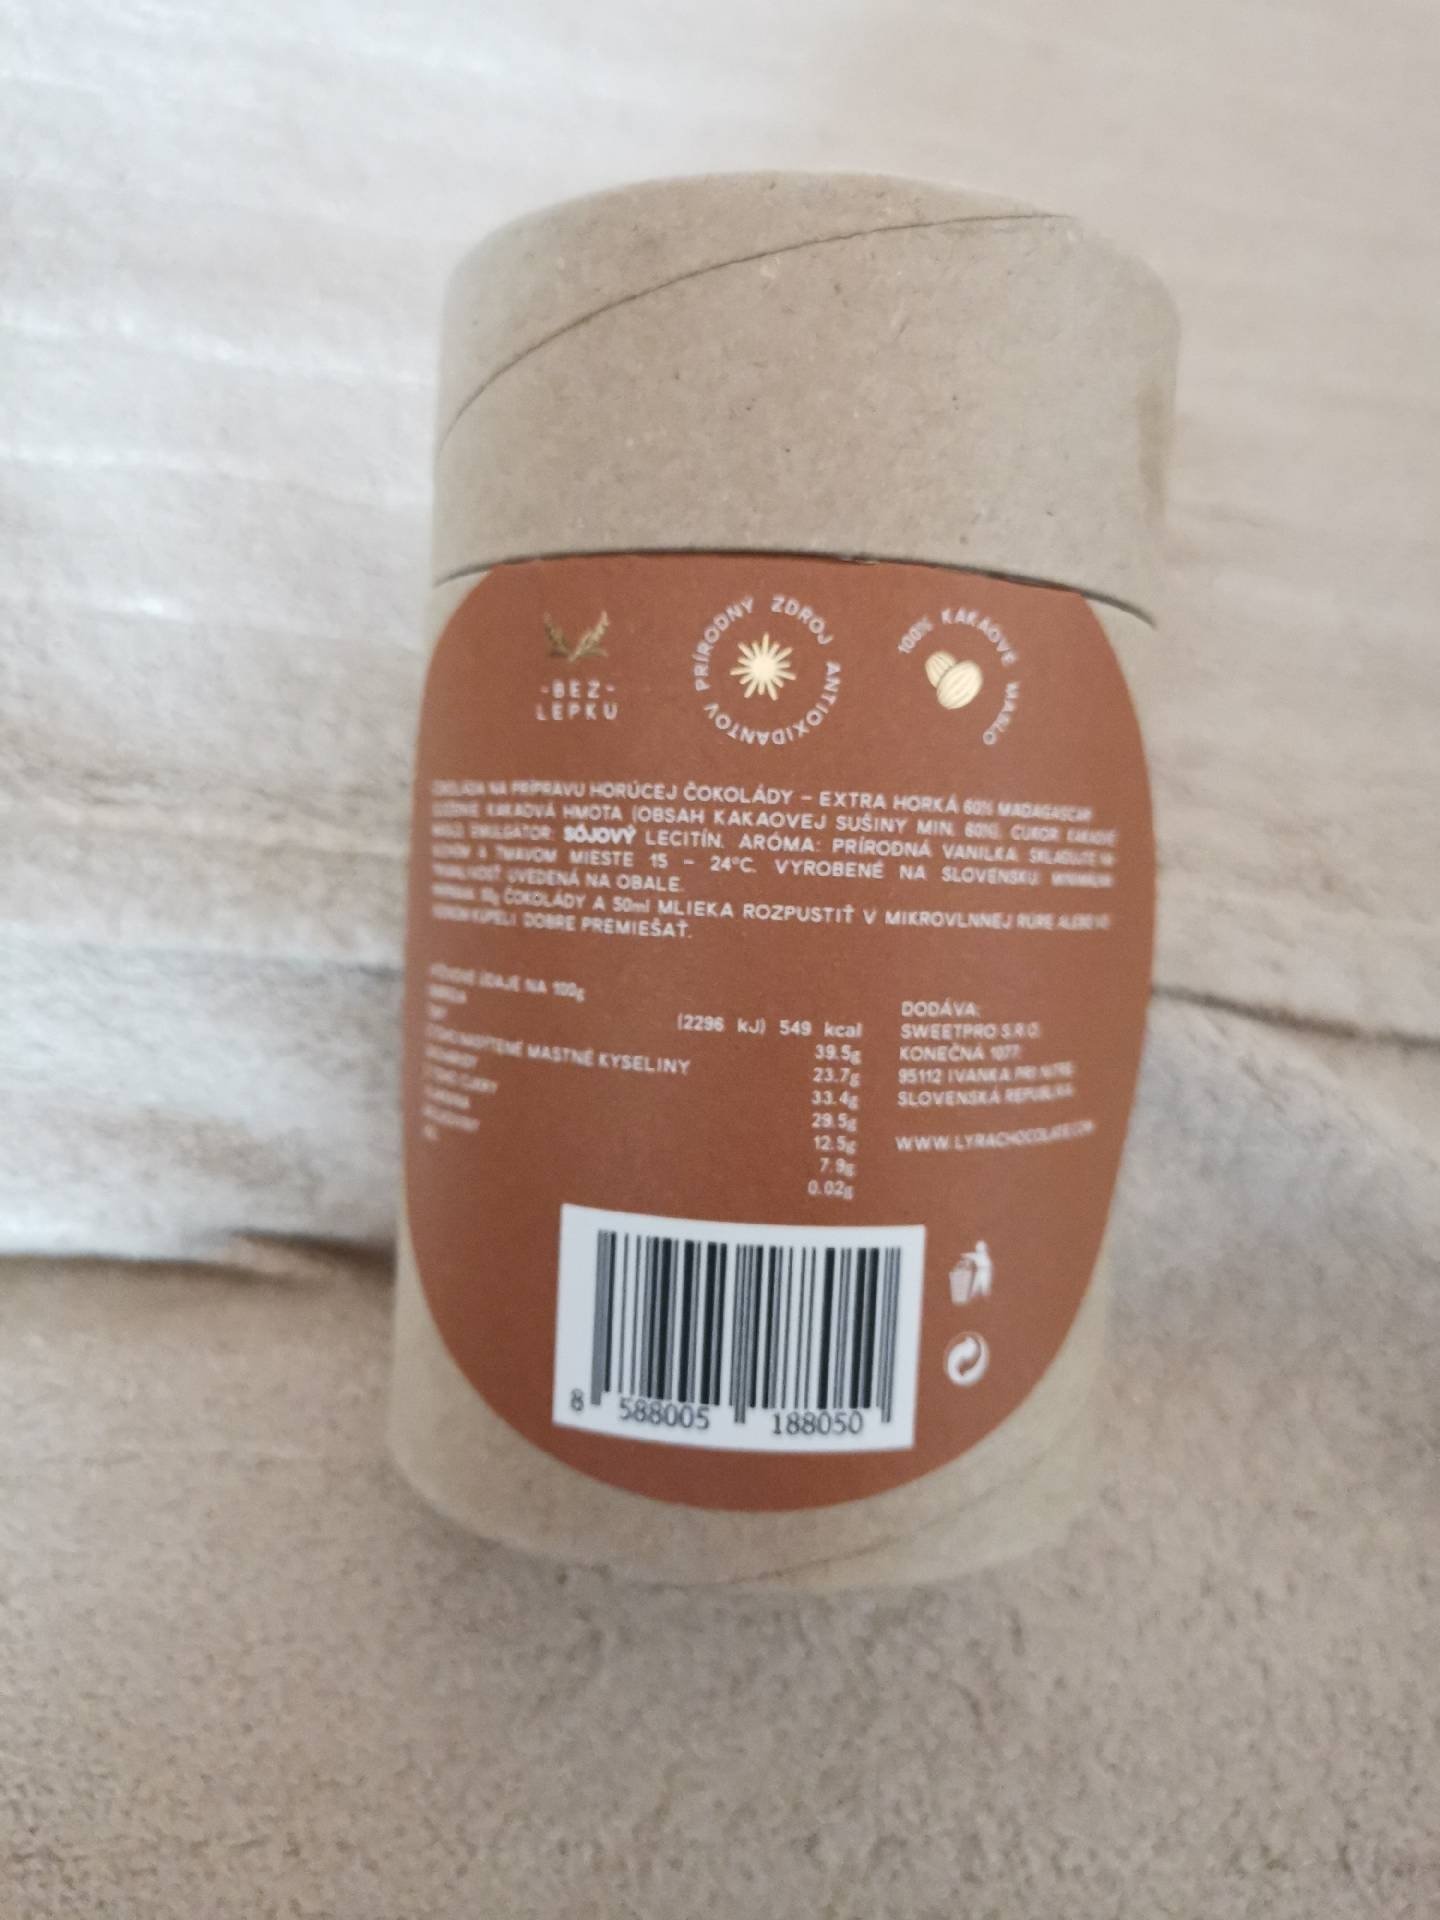 -BEZ-
LEPKU
PRÍRODNÝ ZDROJ ANTIOXIDANTOV
100% KAKAOVÉ MASLO
NA PRÍPRAVU HORÚCEJ ČOKOLÁDY – EXTRA HORKÁ 60% MADAGASCAR
KAKAOVÁ HMOTA (OBSAH KAKAOVEJ SUŠINY MIN. 60%), CUKOR, KAKAOVÉ
EMULGÁTOR: SÓJOVÝ LECITÍN. ARÓMA: PRÍRODNÁ VANILKA. SKLADUJTE NA
A TMAVOM MIESTE 15 – 24°C. VYROBENÉ NA SLOVENSKU. MINIMÁLNA
TRVANLIVOSŤ UVEDENÁ NA OBALE.
ČOKOLÁDY A 50ml MLIEKA ROZPUSTIŤ V MIKROVLNNEJ RÚRE ALEBO VO
KÚPELI. DOBRE PREMIEŠAŤ.
ÚDAJE NA 100g
(2296 kJ) 549 kcal
39.5g
NASÝTENÉ MASTNÉ KYSELINY
23.7g
33.4g
29.5g
12.5g
7.9g
0.02g
DODÁVA:
SWEETPRO S.R.O.
KONEČNÁ 1077
95112 IVANKA PRI NITRE
SLOVENSKÁ REPUBLIKA
WWW.LYRACHOCOLATE.COM
8 588005 188050